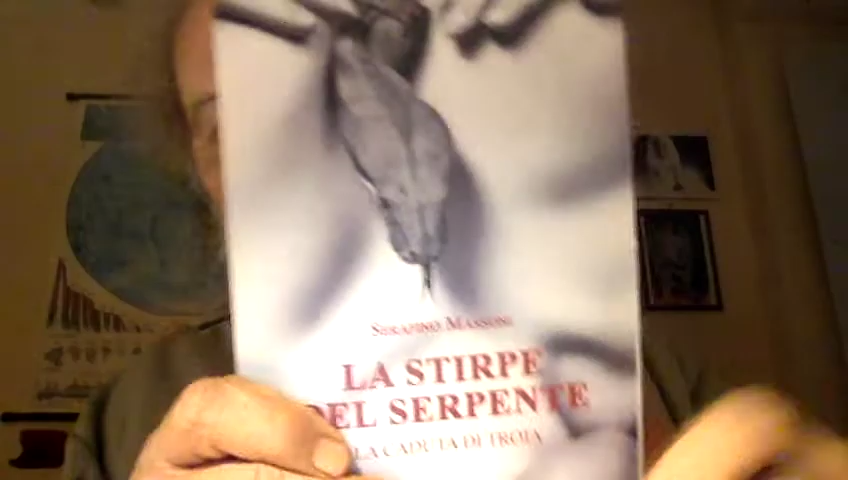 SERAFINO MASSONI
LA STIRPE
DEL SERPENTE
LA CADUTA DI TROIA